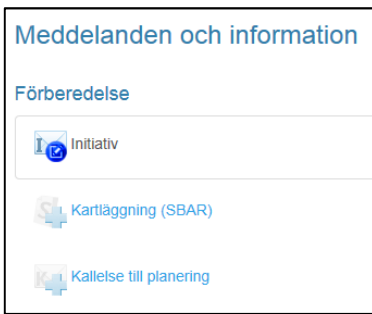 Meddelanden och information
Förberedelse
I Initiativ
S Kartläggning (SBAR)
K Kallelse till planering